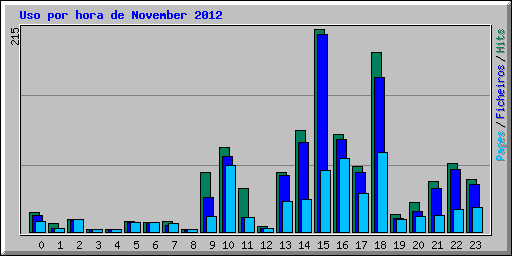 Uso por hora de November 2012
215
Pages / Ficheiros / Hits
0 1 2 3 4 5 6 7 8 9 10 11 12 13 14 15 16 17 18 19 20 21 22 23